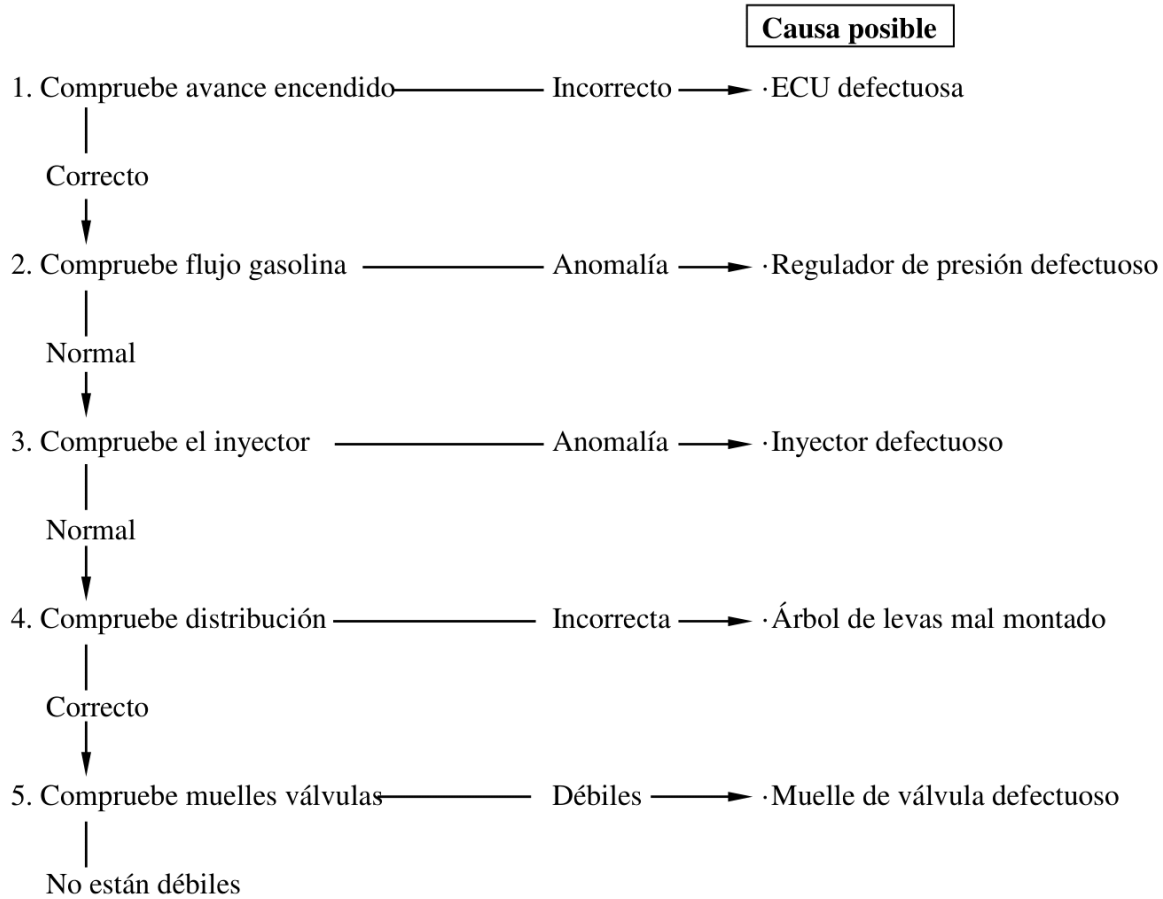 Causa posible
1. Compruebe avance encendido Incorrecto ·ECU defectuosa
Correcto
2. Compruebe flujo gasolina Anomalía ·Regulador de presión defectuoso
Normal
3. Compruebe el inyector Anomalía ·Inyector defectuoso
Normal
4. Compruebe distribución Incorrecta ·Árbol de levas mal montado
Correcto
5. Compruebe muelles válvulas Débiles ·Muelle de válvula defectuoso
No están débiles